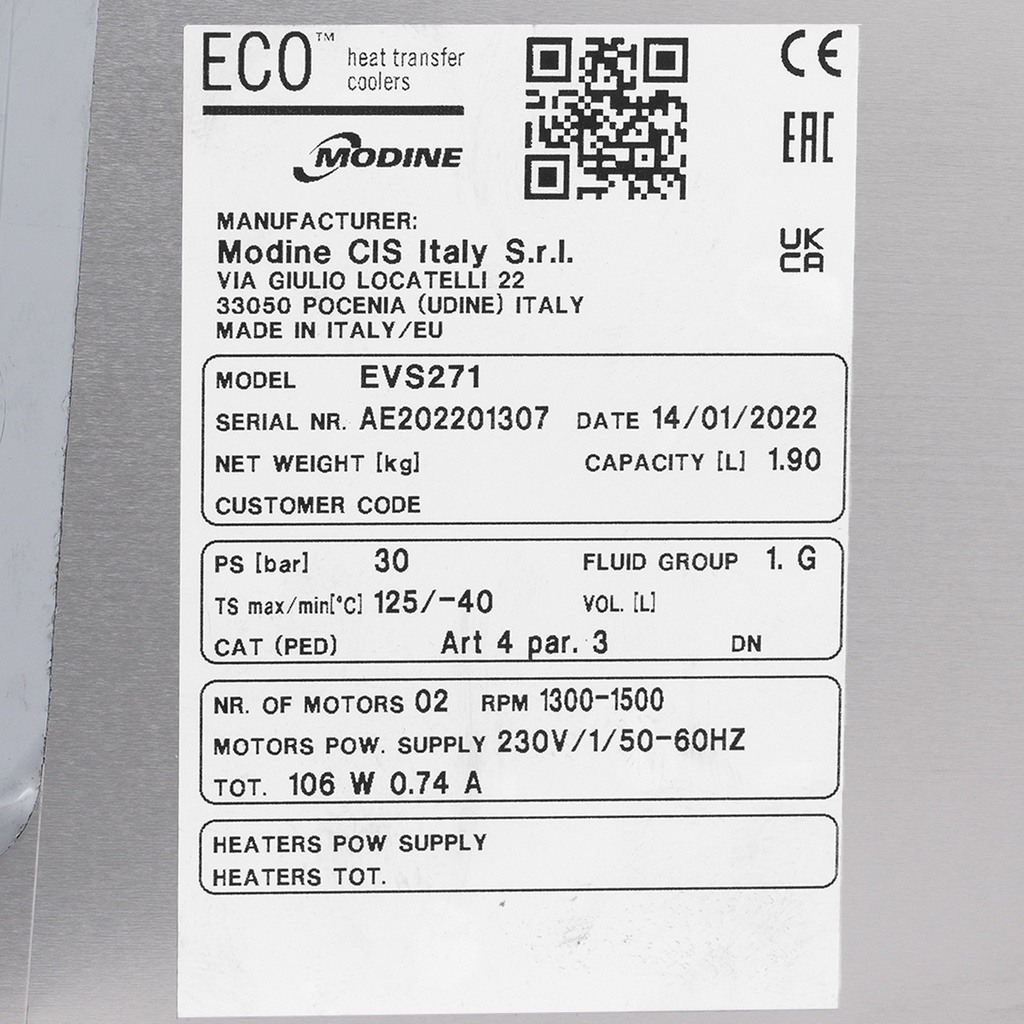 ECO™ heat transfer
coolers
MODINE
CE
EAC
UK
CA
MANUFACTURER:
Modine CIS Italy S.r.l.
VIA GIULIO LOCATELLI 22
33050 POCENIA (UDINE) ITALY
MADE IN ITALY/EU
MODEL EVS271
SERIAL NR. AE202201307 DATE 14/01/2022
NET WEIGHT [kg] CAPACITY [L] 1.90
CUSTOMER CODE
PS [bar] 30 FLUID GROUP 1. G
TS max/min[°C] 125/-40 VOL. [L]
CAT (PED) Art 4 par. 3 DN
NR. OF MOTORS 02 RPM 1300-1500
MOTORS POW. SUPPLY 230V/1/50-60HZ
TOT. 106 W 0.74 A
HEATERS POW SUPPLY
HEATERS TOT.